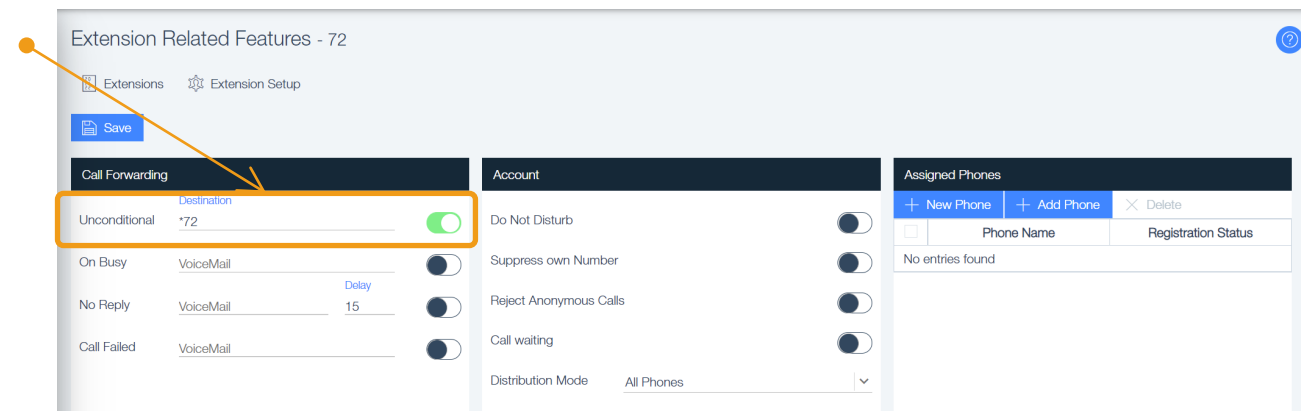 Extension Related Features - 72
Extensions Extension Setup
Save
Call Forwarding
Destination
Unconditional *72
On Busy VoiceMail
Delay
No Reply VoiceMail 15
Call Failed VoiceMail
Account
Do Not Disturb
Suppress own Number
Reject Anonymous Calls
Call waiting
Distribution Mode All Phones
Assigned Phones
New Phone Add Phone Delete
Phone Name Registration Status
No entries found